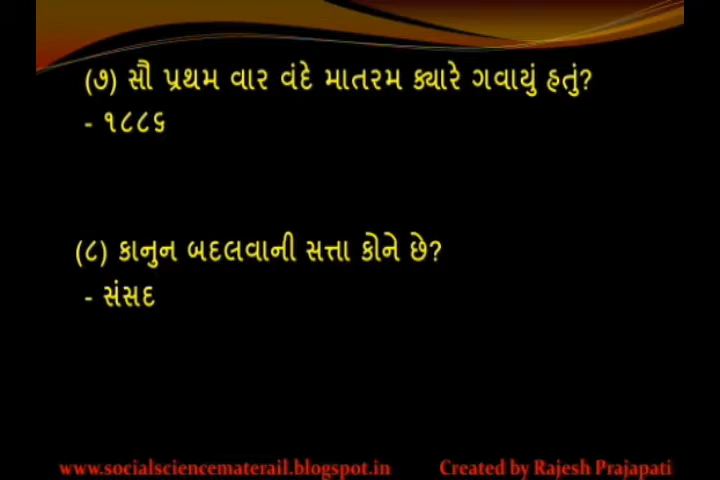 (૭) સૌ પ્રથમ વાર વંદે માતરમ ક્યારે ગવાયું હતું?
- ૧૮૮૬
(૮) કાનુન બદલવાની સત્તા કોને છે?
- સંસદ
www.socialsciencematerail.blogspot.in Created by Rajesh Prajapati